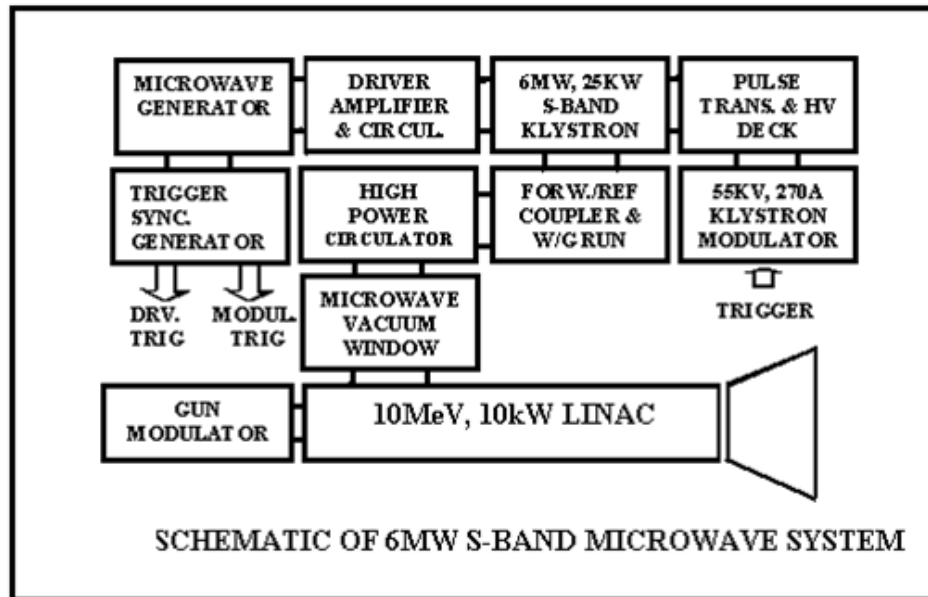 MICROWAVE
GENERATOR
DRIVER
AMPLIFIER
& CIRCUL.
6MW, 25KW
S-BAND
KLYSTRON
PULSE
TRANS. & HV
DECK
TRIGGER
SYNC.
GENERATOR
HIGH
POWER
CIRCULATOR
FORW./REF
COUPLER &
W/G RUN
55KV, 270A
KLYSTRON
MODULATOR
DRV.
TRIG
MODUL.
TRIG
MICROWAVE
VACUUM
WINDOW
TRIGGER
GUN
MODULATOR
10MeV, 10kW LINAC
SCHEMATIC OF 6MW S-BAND MICROWAVE SYSTEM